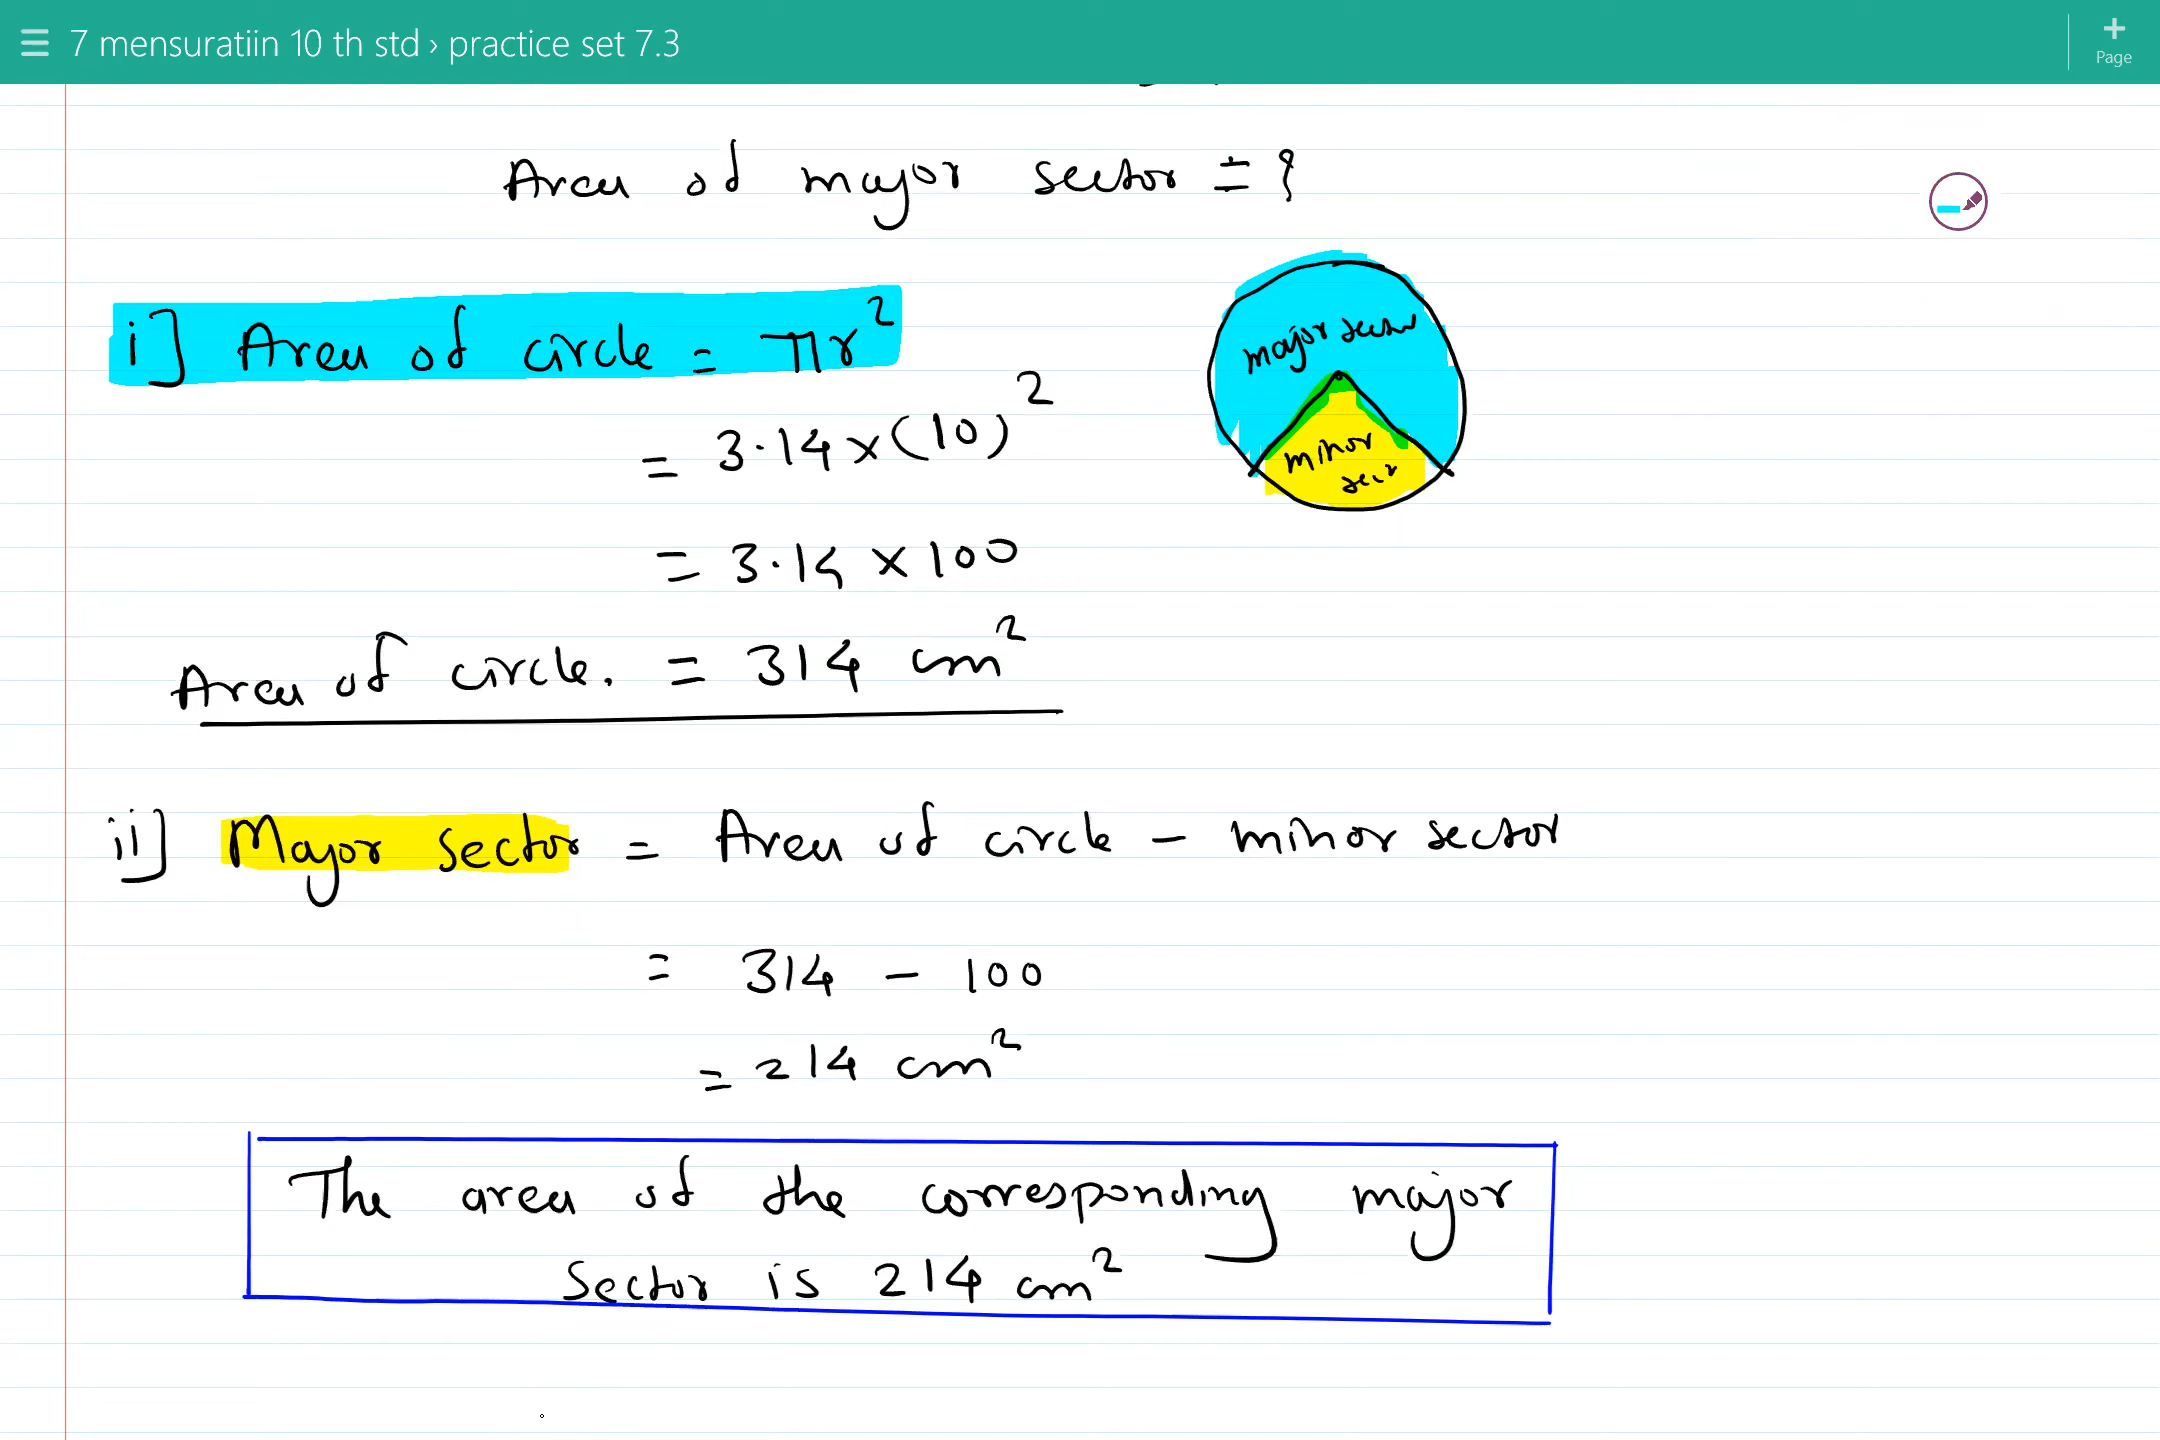 7 mensuratiin 10 th std › practice set 7.3
+
Page
Area of major sector = ?
i] Area of circle = πr²
= 3.14 × (10)²
= 3.14 × 100
Area of circle. = 314 cm²
major sector
minor
ii] Major sector = Area of circle – minor sector
= 314 – 100
= 214 cm²
The area of the corresponding major
Sector is 214 cm²